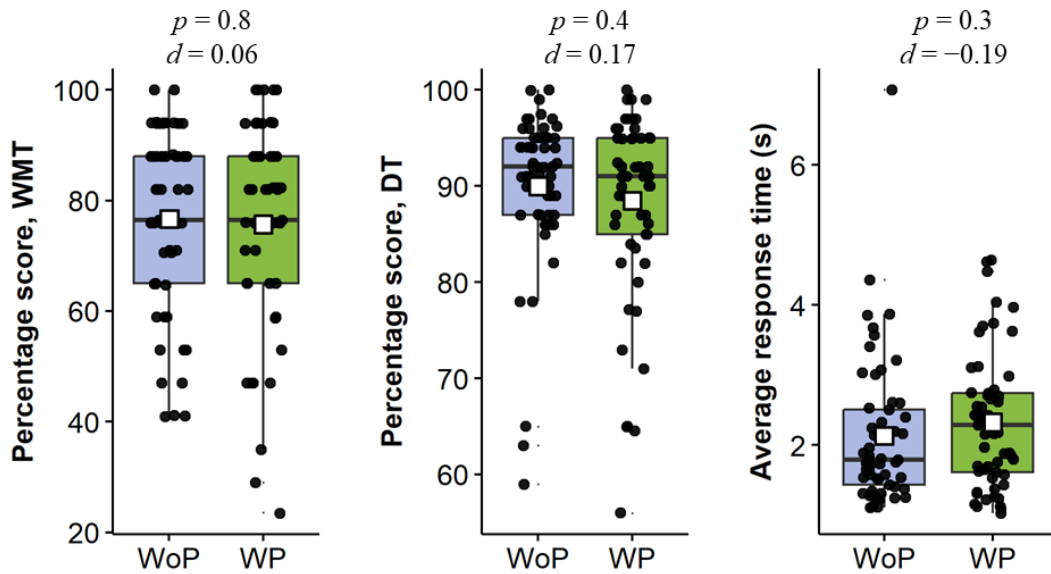 p = 0.8
d = 0.06
Percentage score, WMT
100
80
60
40
20
WoP
WP
p = 0.4
d = 0.17
Percentage score, DT
100
90
80
70
60
WoP
WP
p = 0.3
d = −0.19
Average response time (s)
6
4
2
WoP
WP